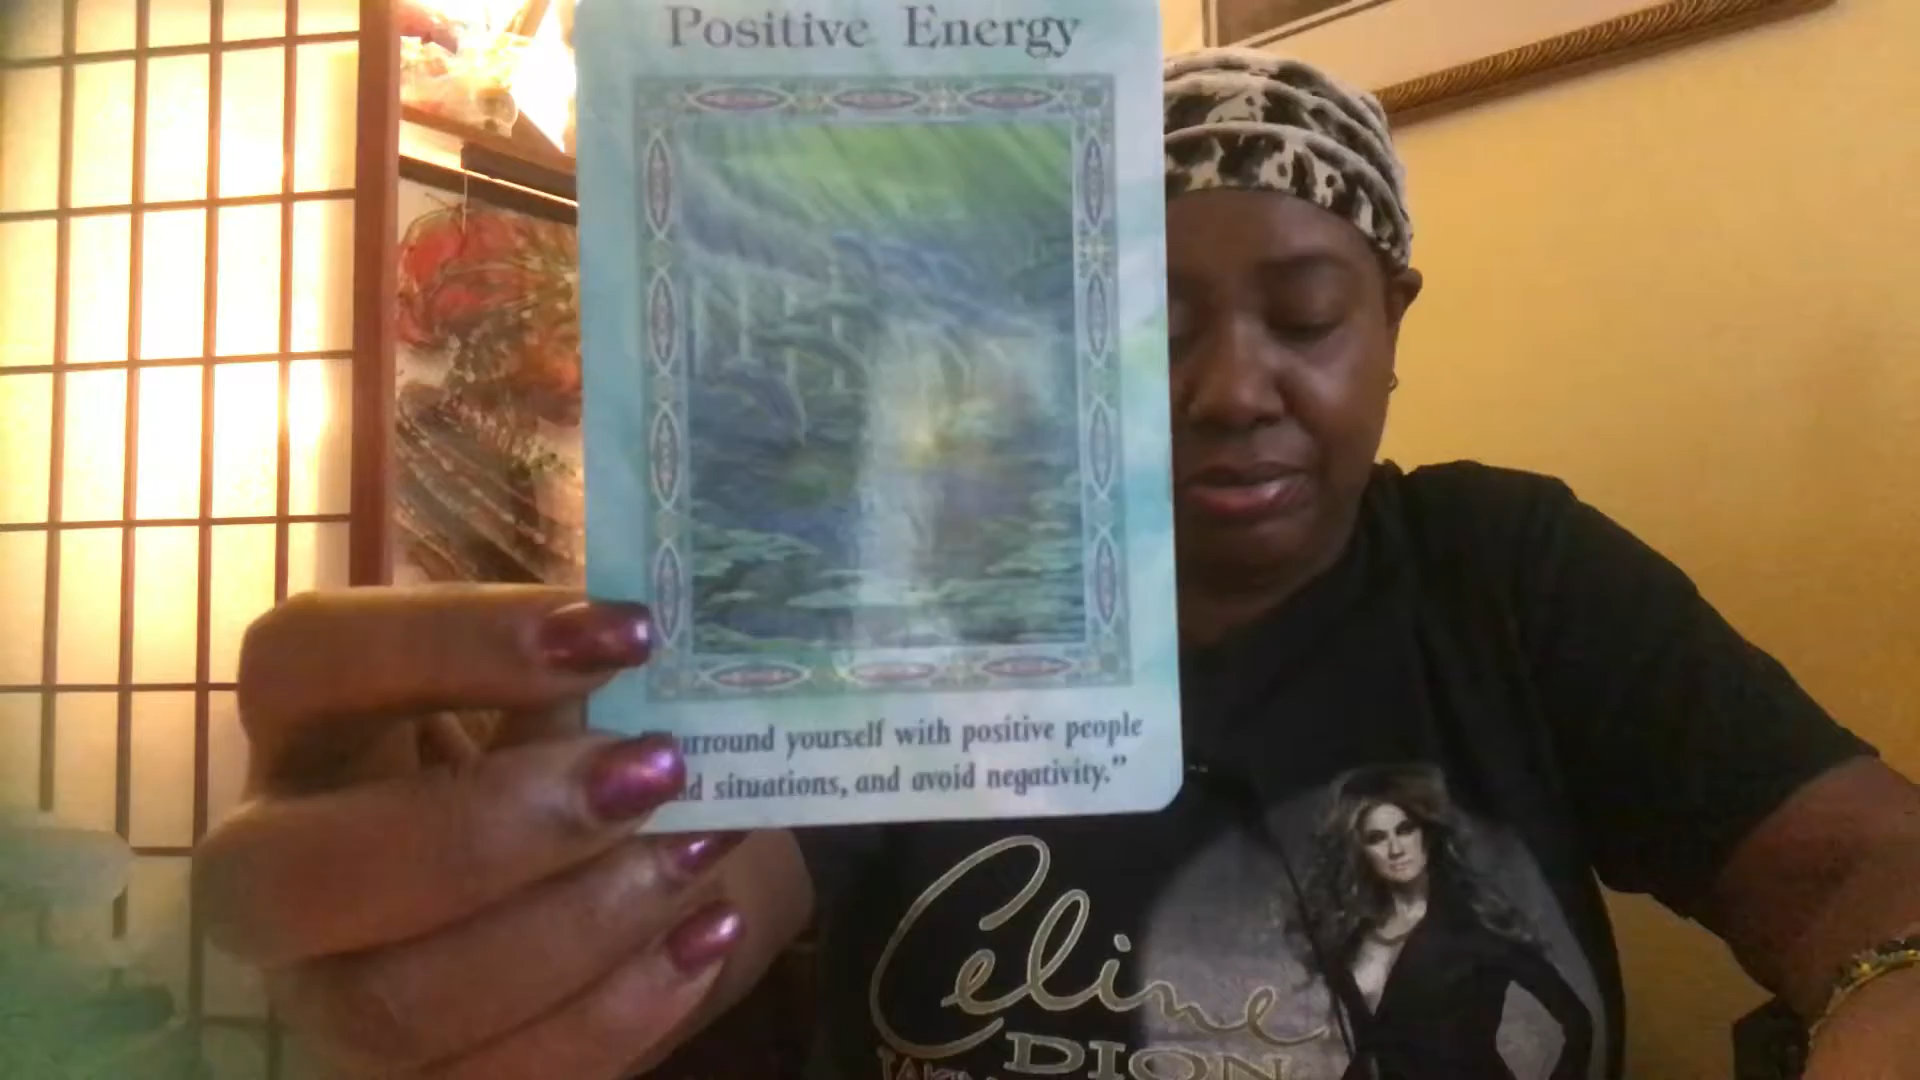 Positive Energy
yourself with positive people
situations, and avoid negativity."
Celine
DION